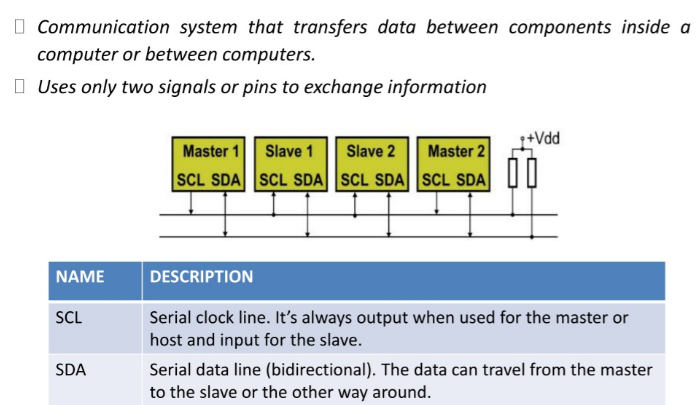 Communication system that transfers data between components inside a
computer or between computers.
Uses only two signals or pins to exchange information
+Vdd
Master 1 Slave 1 Slave 2 Master 2
SCL SDA SCL SDA SCL SDA SCL SDA
NAME DESCRIPTION
SCL Serial clock line. It's always output when used for the master or
host and input for the slave.
SDA Serial data line (bidirectional). The data can travel from the master
to the slave or the other way around.